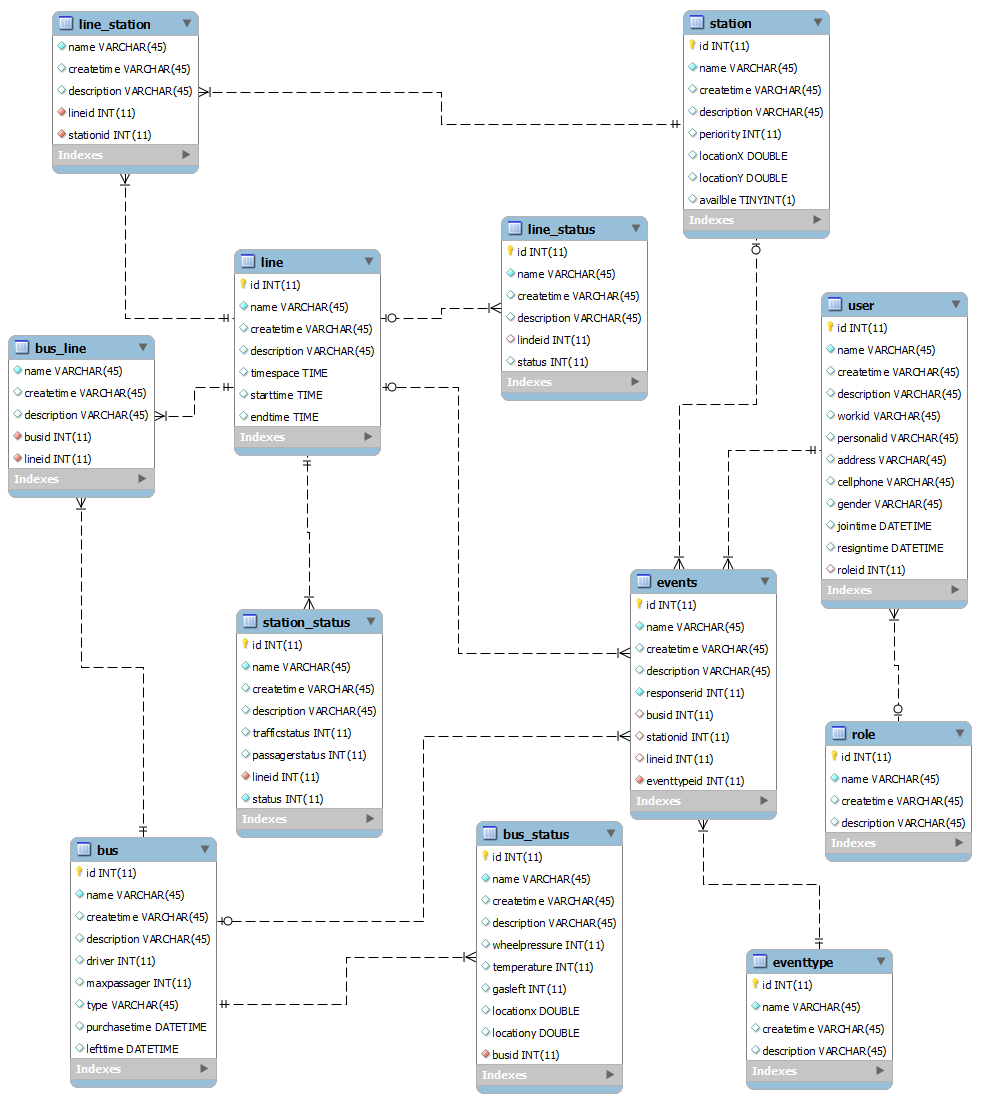 line_station
name VARCHAR(45)
createtime VARCHAR(45)
description VARCHAR(45)
lineid INT(11)
stationid INT(11)
Indexes
station
id INT(11)
name VARCHAR(45)
createtime VARCHAR(45)
description VARCHAR(45)
periority INT(11)
locationX DOUBLE
locationY DOUBLE
availble TINYINT(1)
Indexes
line_status
id INT(11)
name VARCHAR(45)
createtime VARCHAR(45)
description VARCHAR(45)
lindeid INT(11)
status INT(11)
Indexes
line
id INT(11)
name VARCHAR(45)
createtime VARCHAR(45)
description VARCHAR(45)
timespace TIME
starttime TIME
endtime TIME
Indexes
user
id INT(11)
name VARCHAR(45)
createtime VARCHAR(45)
description VARCHAR(45)
workid VARCHAR(45)
personalid VARCHAR(45)
address VARCHAR(45)
cellphone VARCHAR(45)
gender VARCHAR(45)
jointime DATETIME
resigntime DATETIME
roleid INT(11)
Indexes
bus_line
name VARCHAR(45)
createtime VARCHAR(45)
description VARCHAR(45)
busid INT(11)
lineid INT(11)
Indexes
events
id INT(11)
name VARCHAR(45)
createtime VARCHAR(45)
description VARCHAR(45)
responserid INT(11)
busid INT(11)
stationid INT(11)
lineid INT(11)
eventtypeid INT(11)
Indexes
station_status
id INT(11)
name VARCHAR(45)
createtime VARCHAR(45)
description VARCHAR(45)
trafficstatus INT(11)
passagerstatus INT(11)
lineid INT(11)
status INT(11)
Indexes
role
id INT(11)
name VARCHAR(45)
createtime VARCHAR(45)
description VARCHAR(45)
Indexes
bus_status
id INT(11)
name VARCHAR(45)
createtime VARCHAR(45)
description VARCHAR(45)
wheelpressure INT(11)
temperature INT(11)
gasleft INT(11)
locationx DOUBLE
locationy DOUBLE
busid INT(11)
Indexes
bus
id INT(11)
name VARCHAR(45)
createtime VARCHAR(45)
description VARCHAR(45)
driver INT(11)
maxpassager INT(11)
type VARCHAR(45)
purchasetime DATETIME
lefttime DATETIME
Indexes
eventtype
id INT(11)
name VARCHAR(45)
createtime VARCHAR(45)
description VARCHAR(45)
Indexes